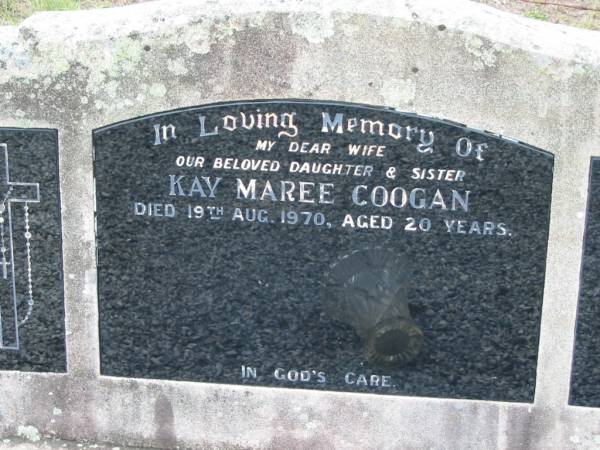 In Loving Memory Of
MY DEAR WIFE
OUR BELOVED DAUGHTER & SISTER
KAY MAREE COOGAN
DIED 19TH AUG. 1970, AGED 20 YEARS.
IN GOD'S CARE.